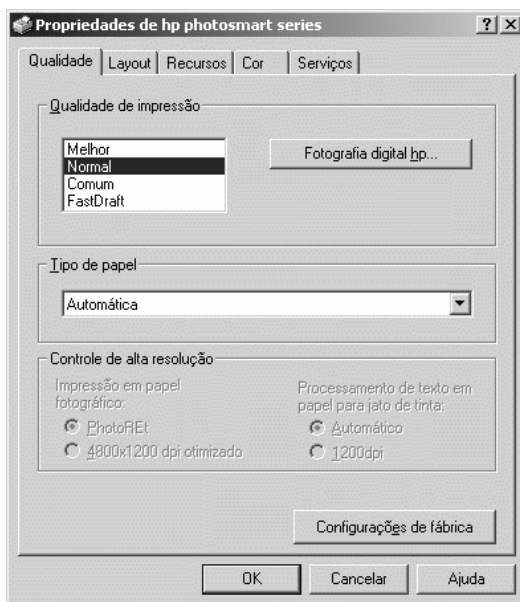 Propriedades de hp photosmart series
Qualidade Layout Recursos Cor Serviços
Qualidade de impressão
Melhor
Normal
Comum
FastDraft
Fotografia digital hp...
Tipo de papel
Automática
Controle de alta resolução
Impressão em papel
fotográfico:
PhotoREt
4800x1200 dpi otimizado
Processamento de texto em
papel para jato de tinta:
Automático
1200dpi
Configurações de fábrica
OK Cancelar Ajuda